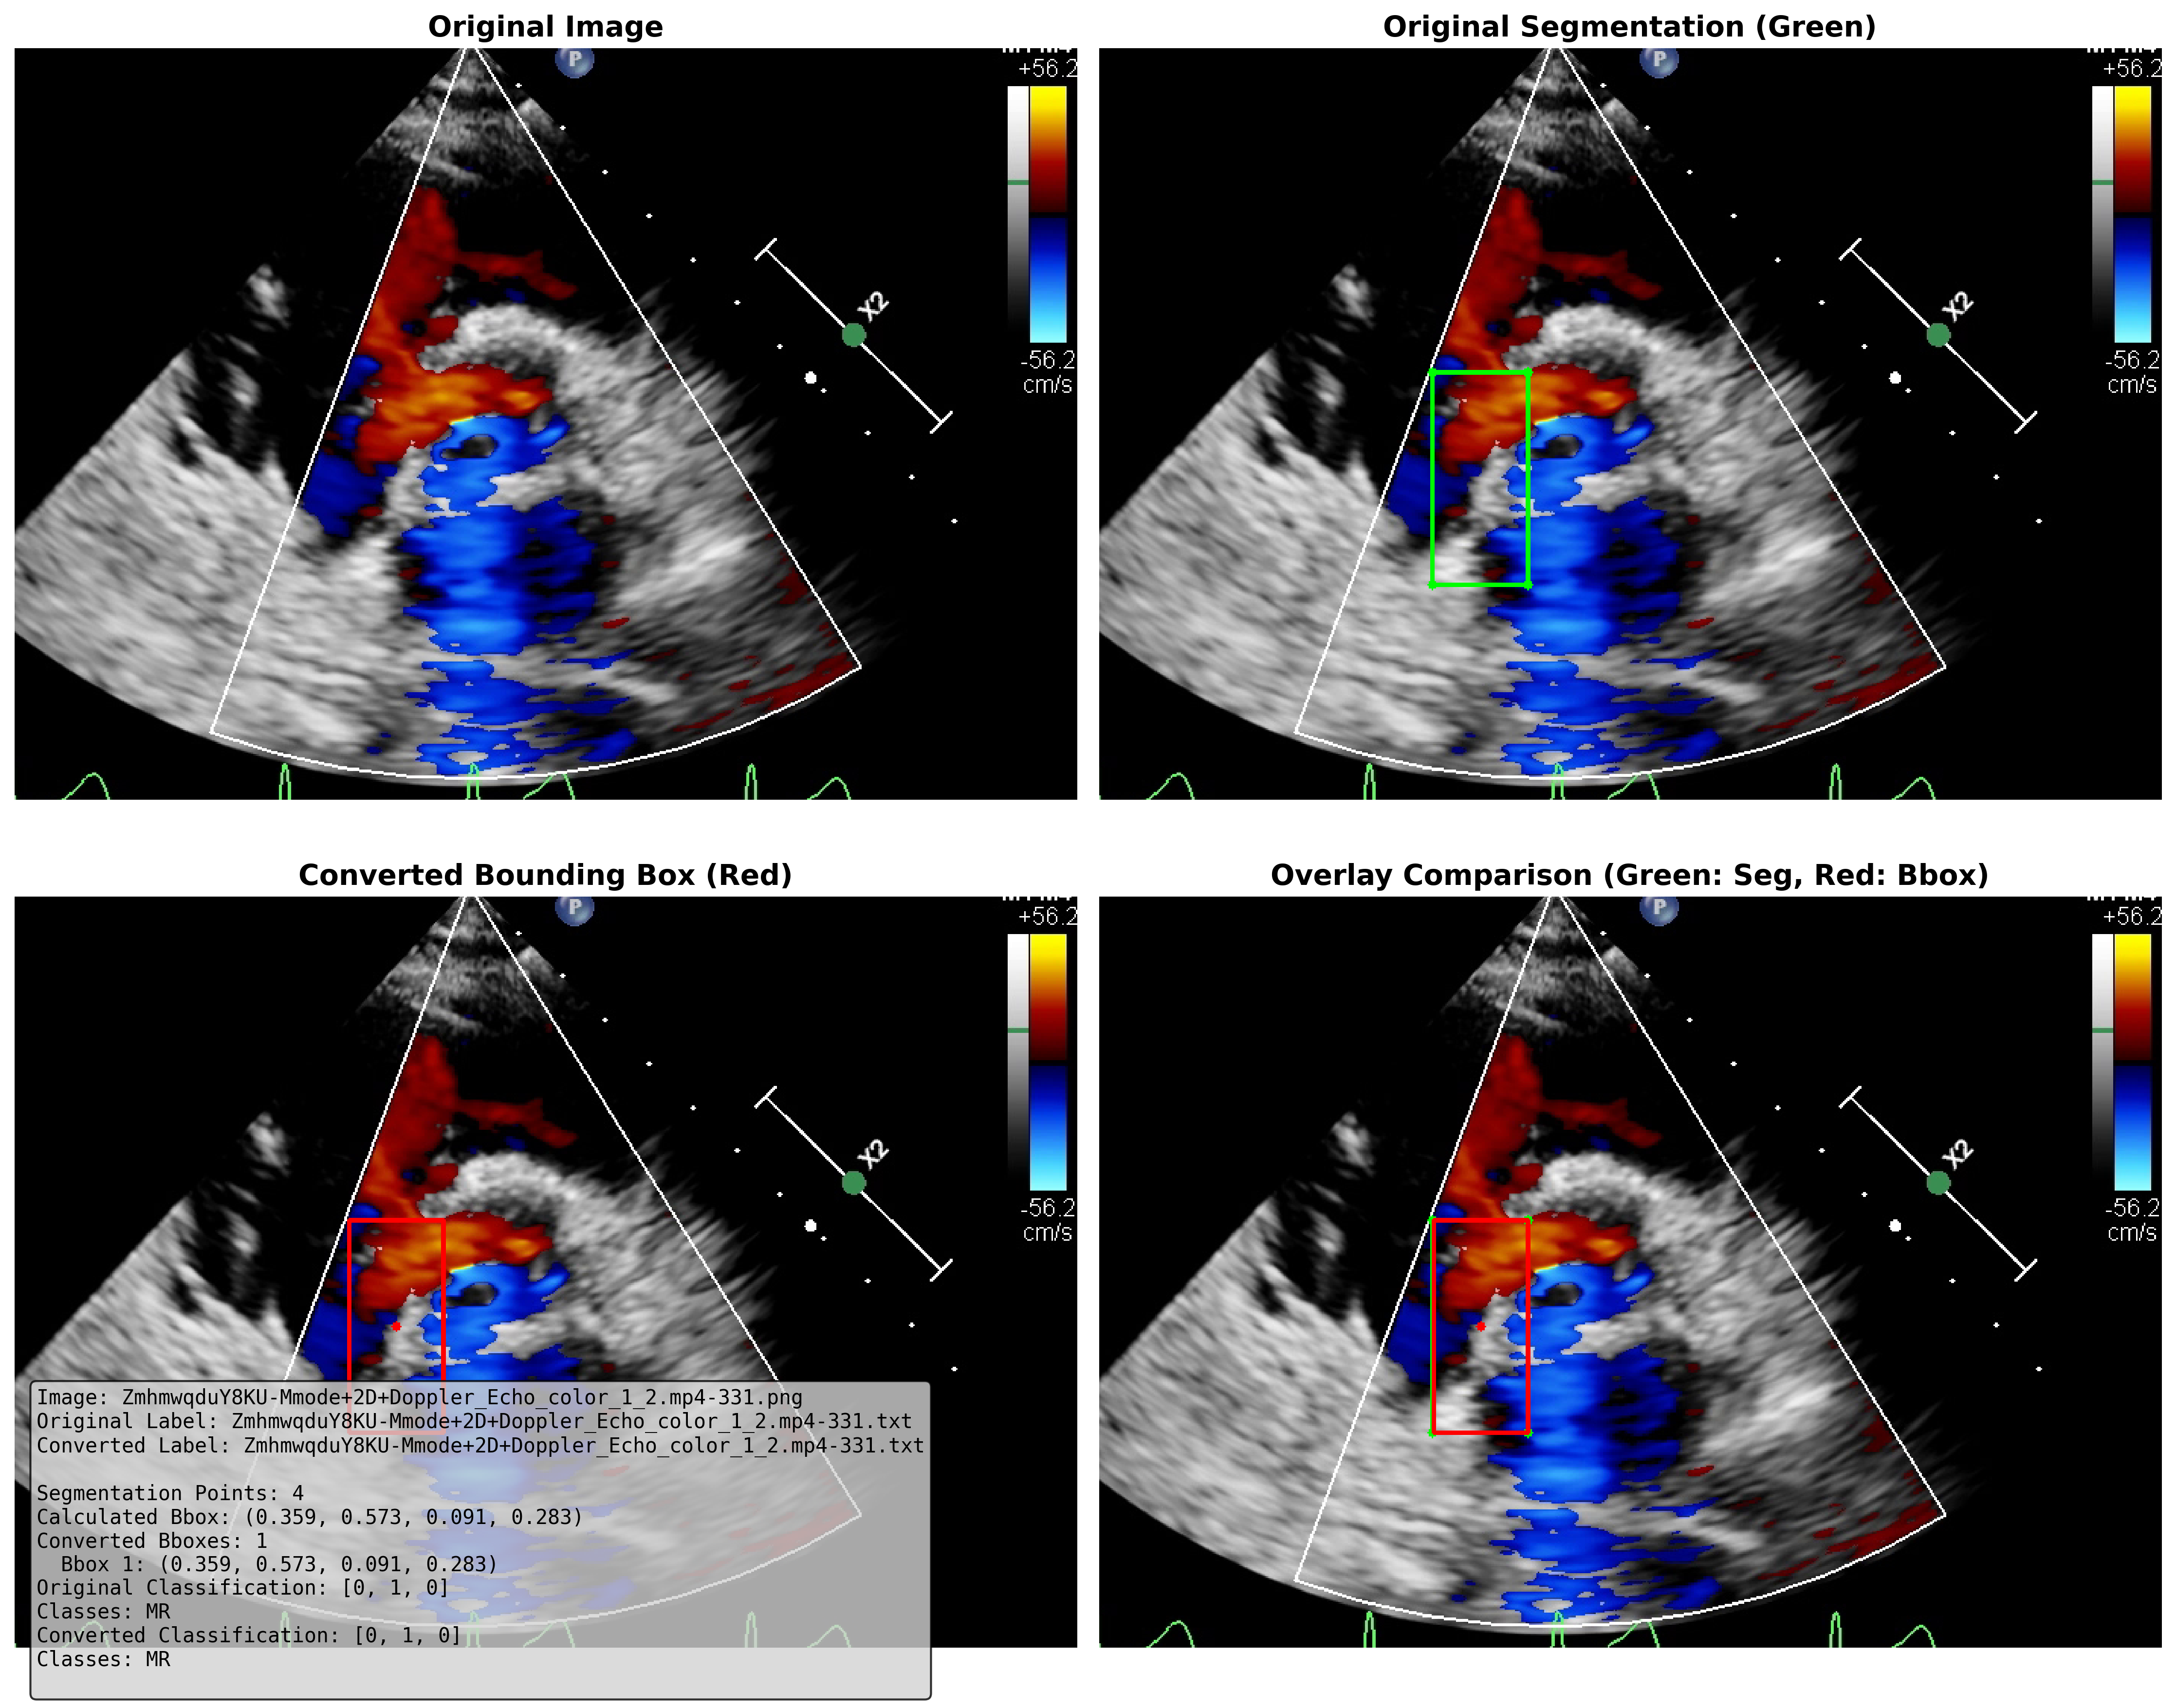 Original Image
P
+56.2
-56.2
cm/s
X2
Original Segmentation (Green)
P
+56.2
-56.2
cm/s
X2
Converted Bounding Box (Red)
P
+56.2
-56.2
cm/s
X2
Image: ZmhmwqduY8KU-Mmode+2D+Doppler_Echo_color_1_2.mp4-331.png
Original Label: ZmhmwqduY8KU-Mmode+2D+Doppler_Echo_color_1_2.mp4-331.txt
Converted Label: ZmhmwqduY8KU-Mmode+2D+Doppler_Echo_color_1_2.mp4-331.txt
Segmentation Points: 4
Calculated Bbox: (0.359, 0.573, 0.091, 0.283)
Converted Bboxes: 1
Bbox 1: (0.359, 0.573, 0.091, 0.283)
Original Classification: [0, 1, 0]
Classes: MR
Converted Classification: [0, 1, 0]
Classes: MR
Overlay Comparison (Green: Seg, Red: Bbox)
P
+56.2
-56.2
cm/s
X2